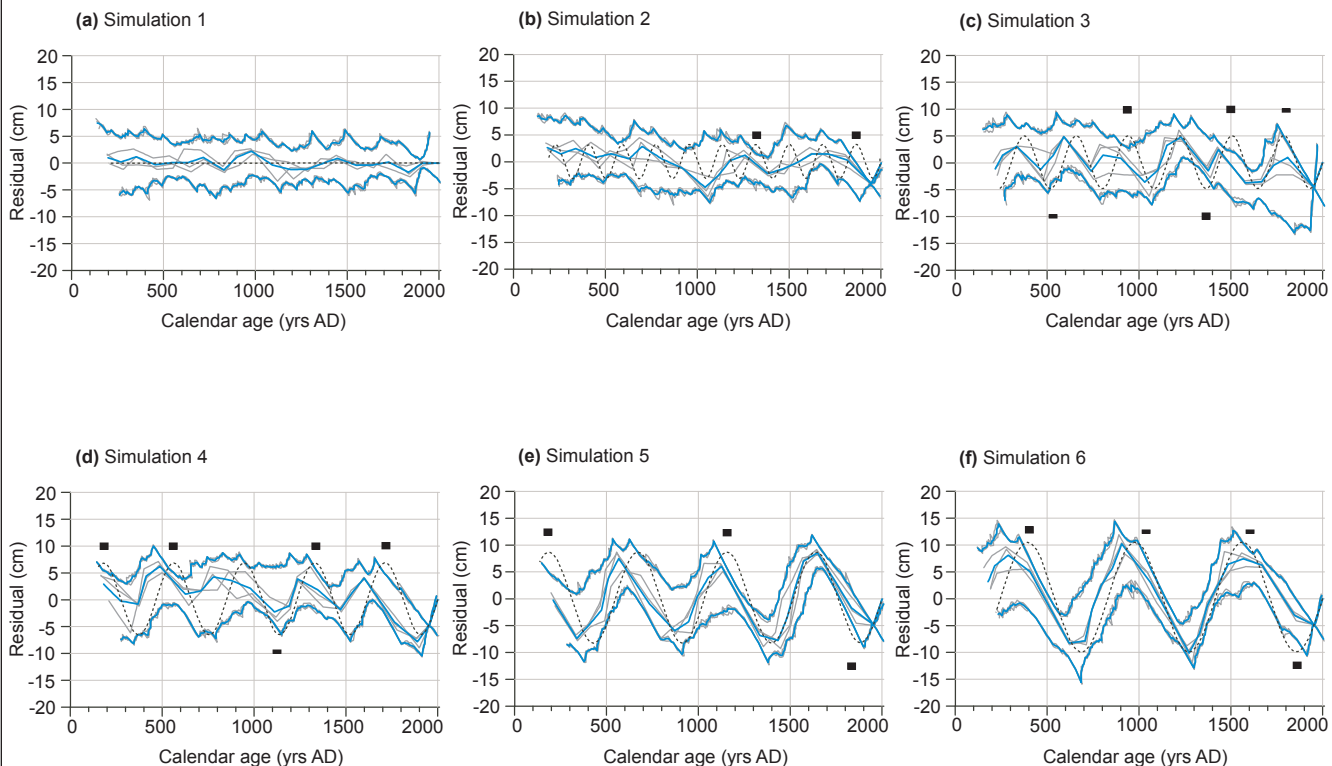 (a) Simulation 1
20
15
10
5
0
-5
-10
-15
-20
Residual (cm)
0 500 1000 1500 2000
Calendar age (yrs AD)
(b) Simulation 2
20
15
10
5
0
-5
-10
-15
-20
Residual (cm)
0 500 1000 1500 2000
Calendar age (yrs AD)
(c) Simulation 3
20
15
10
5
0
-5
-10
-15
-20
Residual (cm)
0 500 1000 1500 2000
Calendar age (yrs AD)
(d) Simulation 4
20
15
10
5
0
-5
-10
-15
-20
Residual (cm)
0 500 1000 1500 2000
Calendar age (yrs AD)
(e) Simulation 5
20
15
10
5
0
-5
-10
-15
-20
Residual (cm)
0 500 1000 1500 2000
Calendar age (yrs AD)
(f) Simulation 6
20
15
10
5
0
-5
-10
-15
-20
Residual (cm)
0 500 1000 1500 2000
Calendar age (yrs AD)